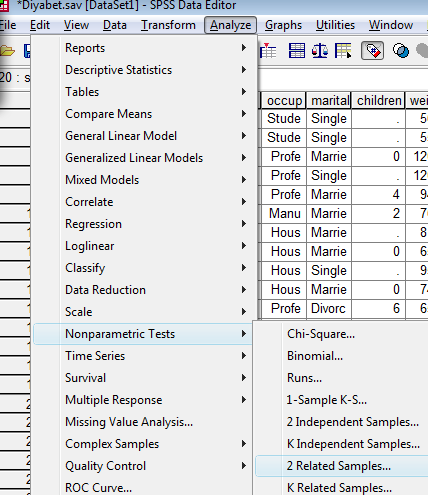 *Diyabet.sav [DataSet1] - SPSS Data Editor
File Edit View Data Transform Analyze Graphs Utilities Window
20 : s
occup marital children wei
Stude Single . 5
Stude Single . 5
Profe Marrie 0 12
Profe Single . 12
Profe Marrie 4 9
Manu Marrie 2 7
Hous Marrie . 8
Hous Marrie 0 6
Hous Single . 9
Hous Marrie 0 7
Profe Divorc 6 6
Reports
Descriptive Statistics
Tables
Compare Means
General Linear Model
Generalized Linear Models
Mixed Models
Correlate
Regression
Loglinear
Classify
Data Reduction
Scale
Nonparametric Tests
Time Series
Survival
Multiple Response
Missing Value Analysis...
Complex Samples
Quality Control
ROC Curve...
Chi-Square...
Binomial...
Runs...
1-Sample K-S...
2 Independent Samples...
K Independent Samples...
2 Related Samples...
K Related Samples...